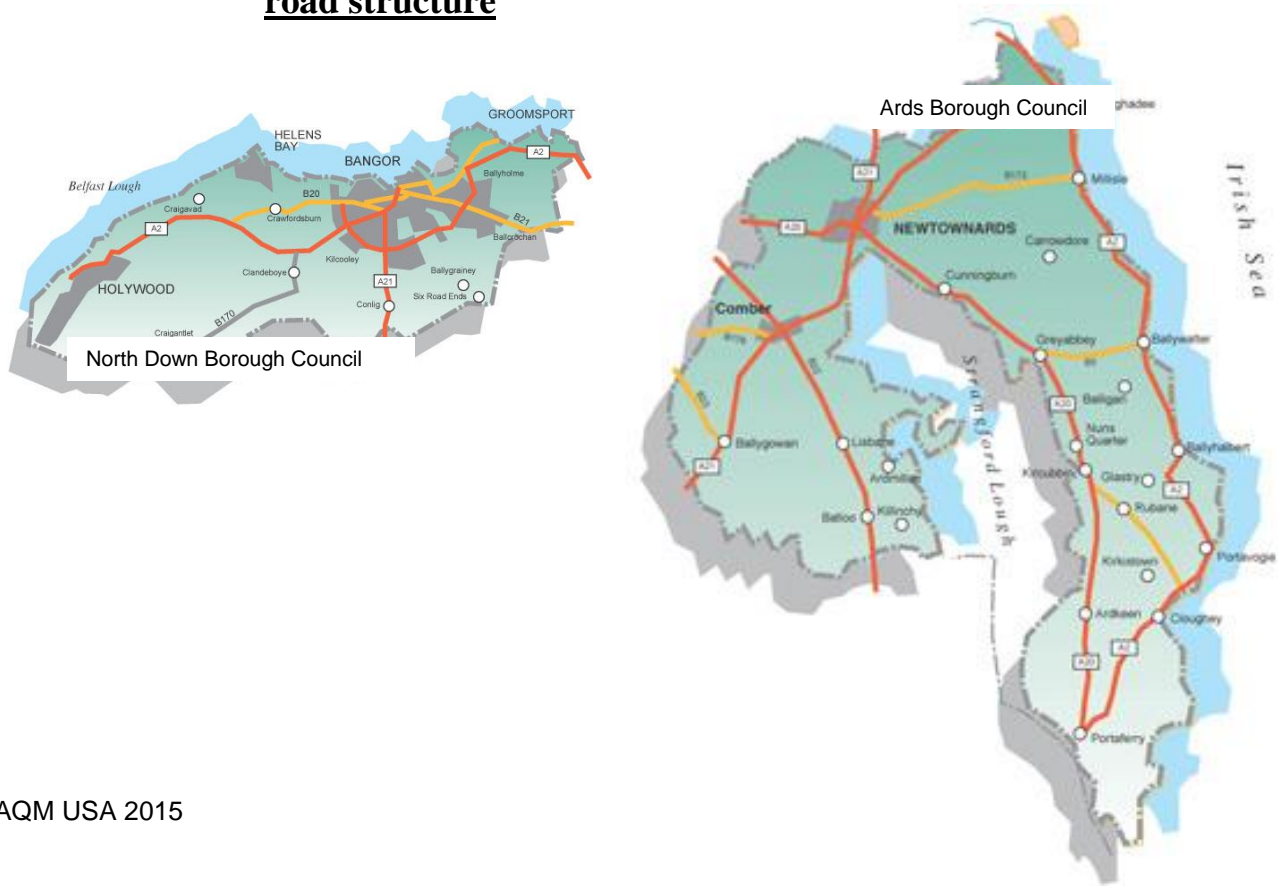 road structure
GROOMSPORT
HELENS
BAY
BANGOR
A2
Belfast Lough
Ballyholme
Craigavad
B20
Crawfordsburn
A2
B21
Ballcrochan
Kilcooley
Clandeboye
Ballygrainey
A21
HOLYWOOD
Six Road Ends
Conlig
B170
Craigantlet
North Down Borough Council
Ards Borough Council
ghadee
Irish Sea
A21
B172
Millisle
A20
NEWTOWNARDS
Carrowdore
A2
Cunningburn
Comber
Greyabbey
Ballywalter
Strangford Lough
A20
Balligan
Nuns
Quarter
Ballygowan
Lisbane
Ballyhalbert
A21
Ardmillan
Kircubbin
Glastry
A2
Balloo
Killinchy
Rubane
Portavogie
Kirkistown
Ardkeen
Cloughey
A2
A20
Portaferry
AQM USA 2015